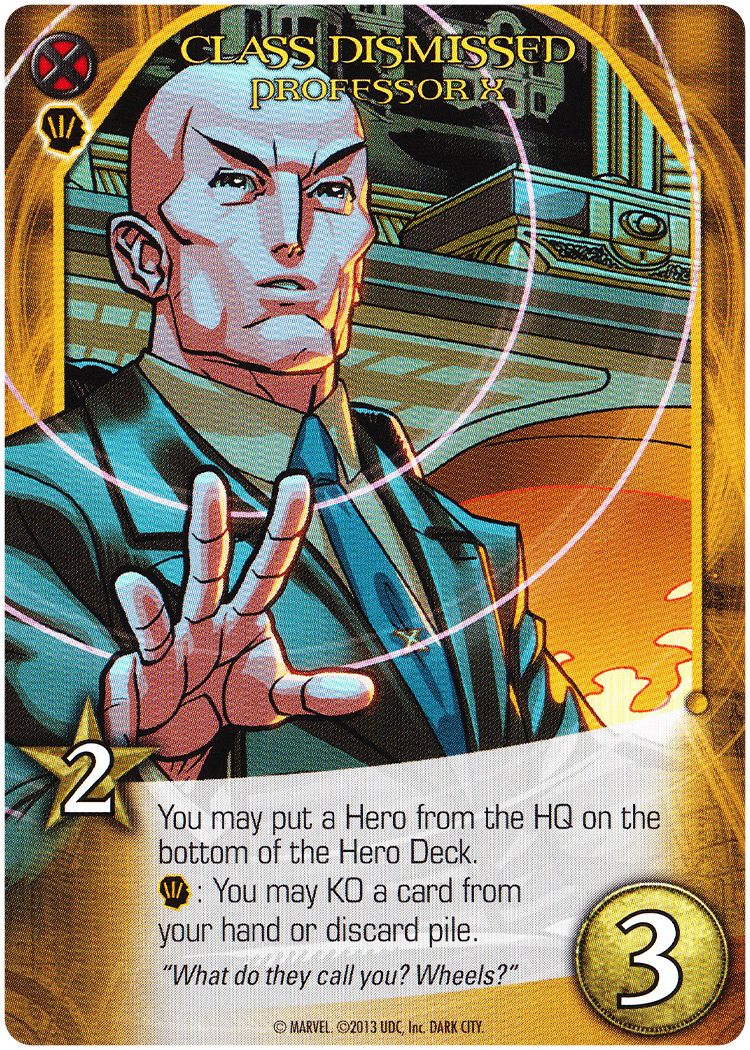 CLASS DISMISSED
PROFESSOR X
2
You may put a Hero from the HQ on the
bottom of the Hero Deck.
: You may KO a card from
your hand or discard pile.
"What do they call you? Wheels?"
3
© MARVEL. ©2013 UDC, Inc. DARK CITY.